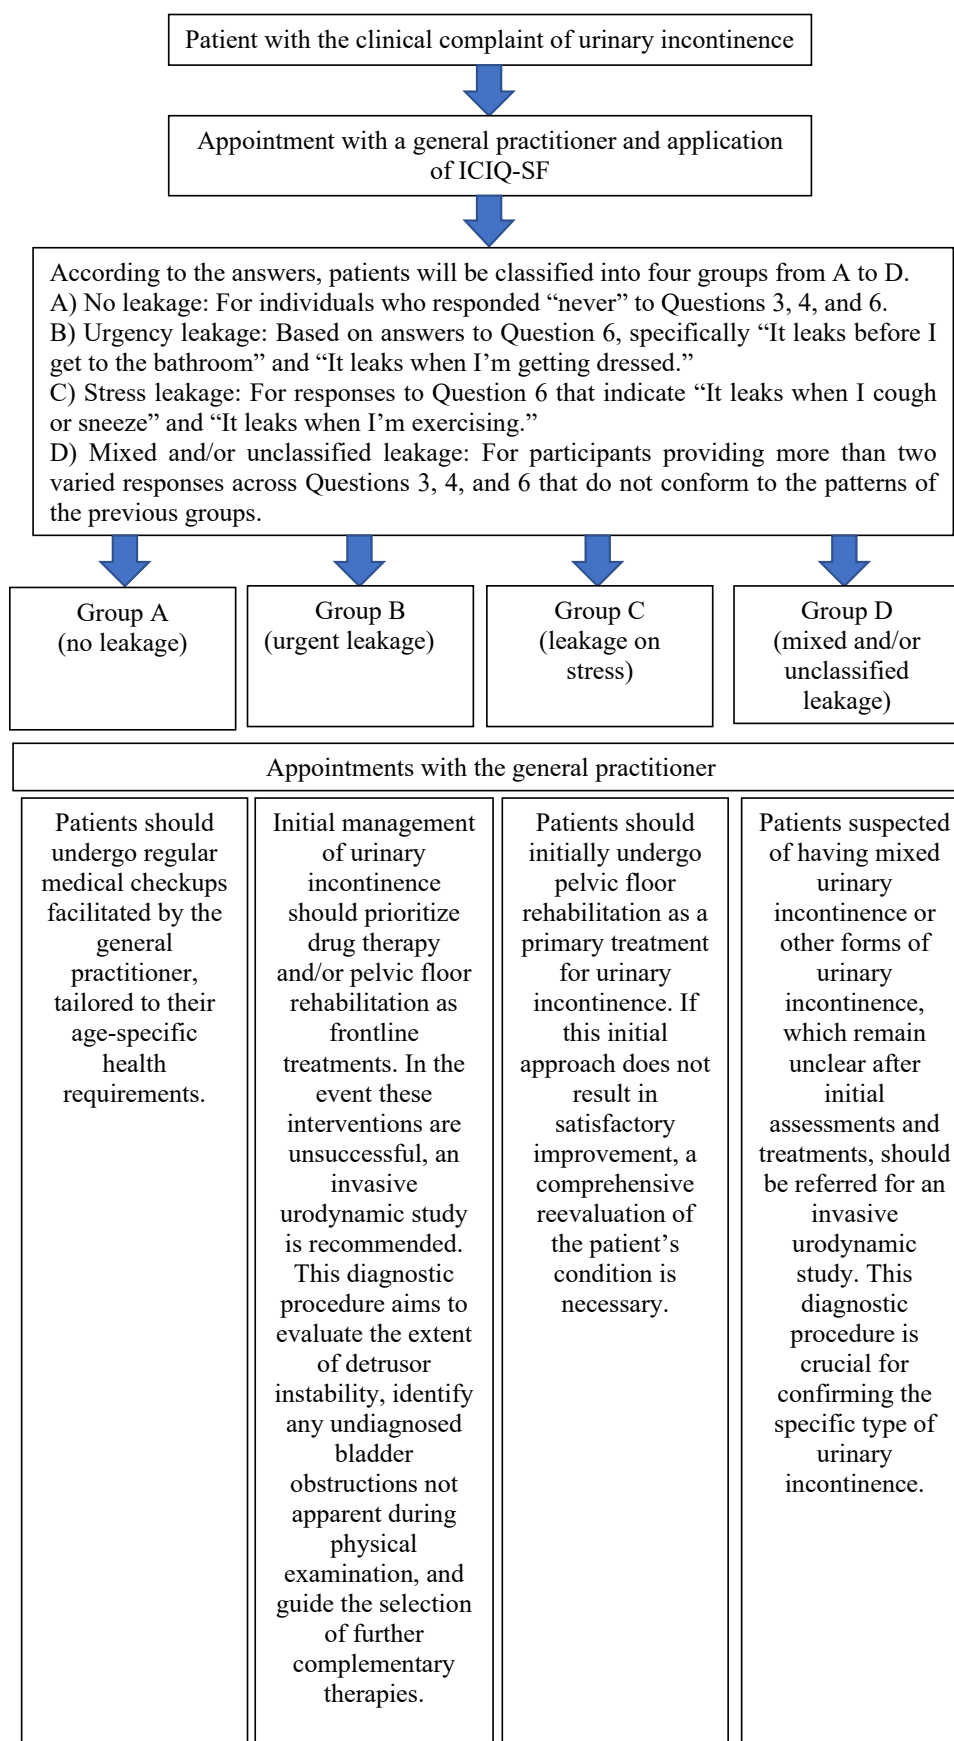 Patient with the clinical complaint of urinary incontinence
Appointment with a general practitioner and application
of ICIQ-SF
According to the answers, patients will be classified into four groups from A to D.
A) No leakage: For individuals who responded “never” to Questions 3, 4, and 6.
B) Urgency leakage: Based on answers to Question 6, specifically “It leaks before I
get to the bathroom” and “It leaks when I’m getting dressed.”
C) Stress leakage: For responses to Question 6 that indicate “It leaks when I cough
or sneeze” and “It leaks when I’m exercising.”
D) Mixed and/or unclassified leakage: For participants providing more than two
varied responses across Questions 3, 4, and 6 that do not conform to the patterns of
the previous groups.
Group A
(no leakage)
Group B
(urgent leakage)
Group C
(leakage on
stress)
Group D
(mixed and/or
unclassified
leakage)
Appointments with the general practitioner
Patients should
undergo regular
medical checkups
facilitated by the
general
practitioner,
tailored to their
age-specific
health
requirements.
Initial management
of urinary
incontinence
should prioritize
drug therapy
and/or pelvic floor
rehabilitation as
frontline
treatments. In the
event these
interventions are
unsuccessful, an
invasive
urodynamic study
is recommended.
This diagnostic
procedure aims to
evaluate the extent
of detrusor
instability, identify
any undiagnosed
bladder
obstructions not
apparent during
physical
examination, and
guide the selection
of further
complementary
therapies.
Patients should
initially undergo
pelvic floor
rehabilitation as a
primary treatment
for urinary
incontinence. If
this initial
approach does not
result in
satisfactory
improvement, a
comprehensive
reevaluation of
the patient’s
condition is
necessary.
Patients suspected
of having mixed
urinary
incontinence or
other forms of
urinary
incontinence,
which remain
unclear after
initial
assessments and
treatments, should
be referred for an
invasive
urodynamic
study. This
diagnostic
procedure is
crucial for
confirming the
specific type of
urinary
incontinence.